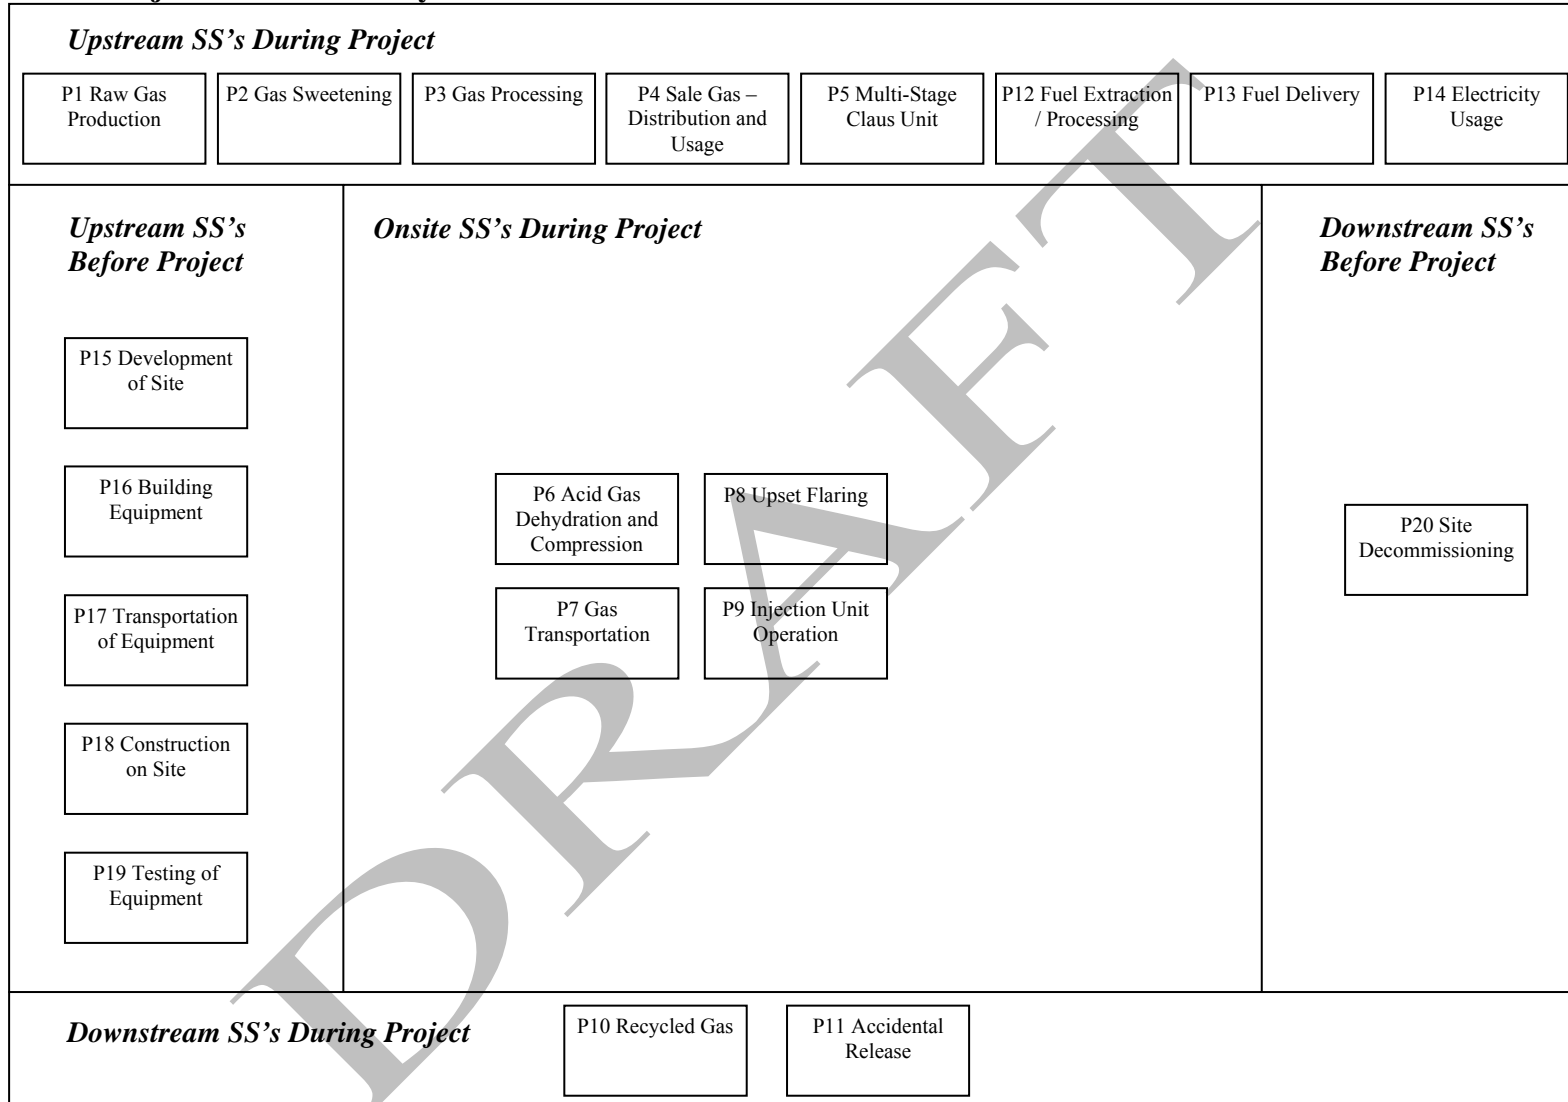 Upstream SS's During Project
P1 Raw Gas
Production
P2 Gas Sweetening
P3 Gas Processing
P4 Sale Gas –
Distribution and
Usage
P5 Multi-Stage
Claus Unit
P12 Fuel Extraction
/ Processing
P13 Fuel Delivery
P14 Electricity
Usage
Upstream SS's
Before Project
P15 Development
of Site
P16 Building
Equipment
P17 Transportation
of Equipment
P18 Construction
on Site
P19 Testing of
Equipment
Onsite SS's During Project
P6 Acid Gas
Dehydration and
Compression
P8 Upset Flaring
P7 Gas
Transportation
P9 Injection Unit
Operation
Downstream SS's
Before Project
P20 Site
Decommissioning
Downstream SS's During Project
P10 Recycled Gas
P11 Accidental
Release
DRAFT